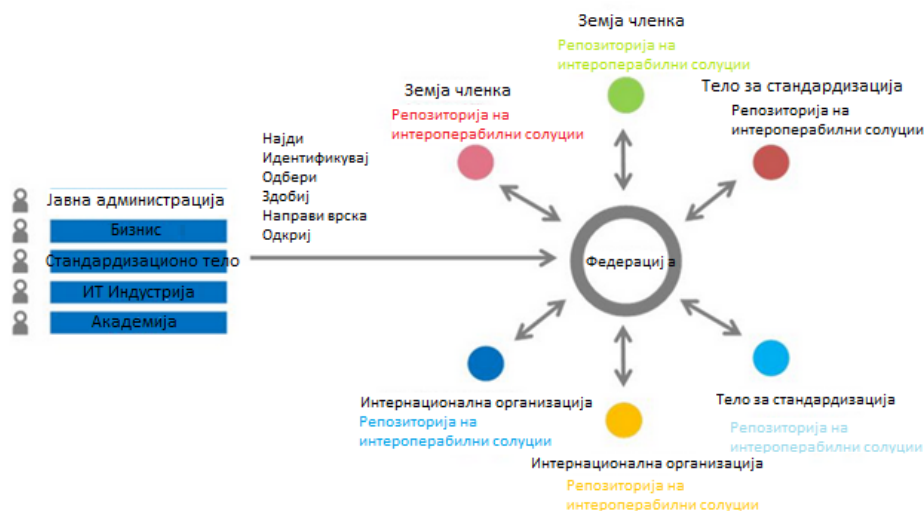 Земја членка
Репозиторија на
интероперабилни солуции
Земја членка
Репозиторија на
интероперабилни солуции
Тело за стандардизација
Репозиторија на
интероперабилни солуции
Најди
Идентификувај
Одбери
Здобиј
Направи врска
Одкриј
Јавна администрација
Бизнис
Стандардизационо тело
ИТ Индустрија
Академија
Федерација
Интернационална организација
Репозиторија на
интероперабилни солуции
Тело за стандардизација
Репозиторија на
интероперабилни солуции
Интернационална организација
Репозиторија на
интероперабилни солуции